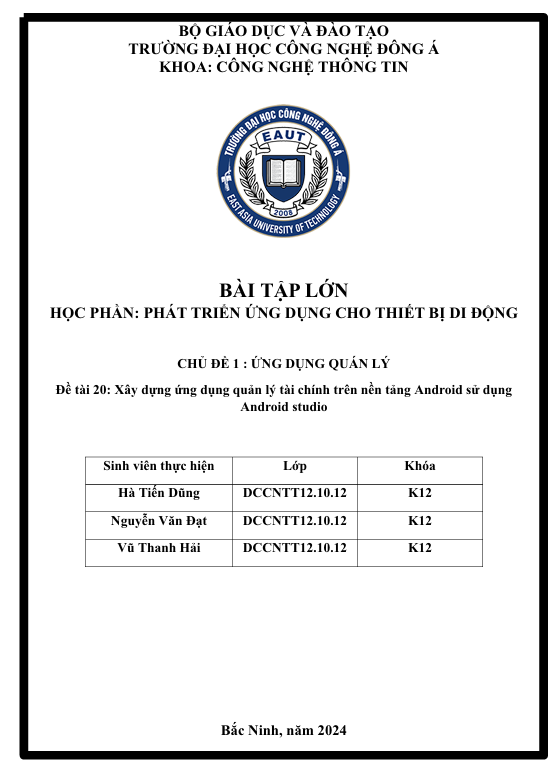 BỘ GIÁO DỤC VÀ ĐÀO TẠO
TRƯỜNG ĐẠI HỌC CÔNG NGHỆ ĐÔNG Á
KHOA: CÔNG NGHỆ THÔNG TIN
TRƯỜNG ĐẠI HỌC CÔNG NGHỆ ĐÔNG Á
EAUT
2008
EAST ASIA UNIVERSITY OF TECHNOLOGY
BÀI TẬP LỚN
HỌC PHẦN: PHÁT TRIỂN ỨNG DỤNG CHO THIẾT BỊ DI ĐỘNG
CHỦ ĐỀ 1 : ỨNG DỤNG QUẢN LÝ
Đề tài 20: Xây dựng ứng dụng quản lý tài chính trên nền tảng Android sử dụng
Android studio
Sinh viên thực hiện Lớp Khóa
Hà Tiến Dũng DCCNTT12.10.12 K12
Nguyễn Văn Đạt DCCNTT12.10.12 K12
Vũ Thanh Hải DCCNTT12.10.12 K12
Bắc Ninh, năm 2024